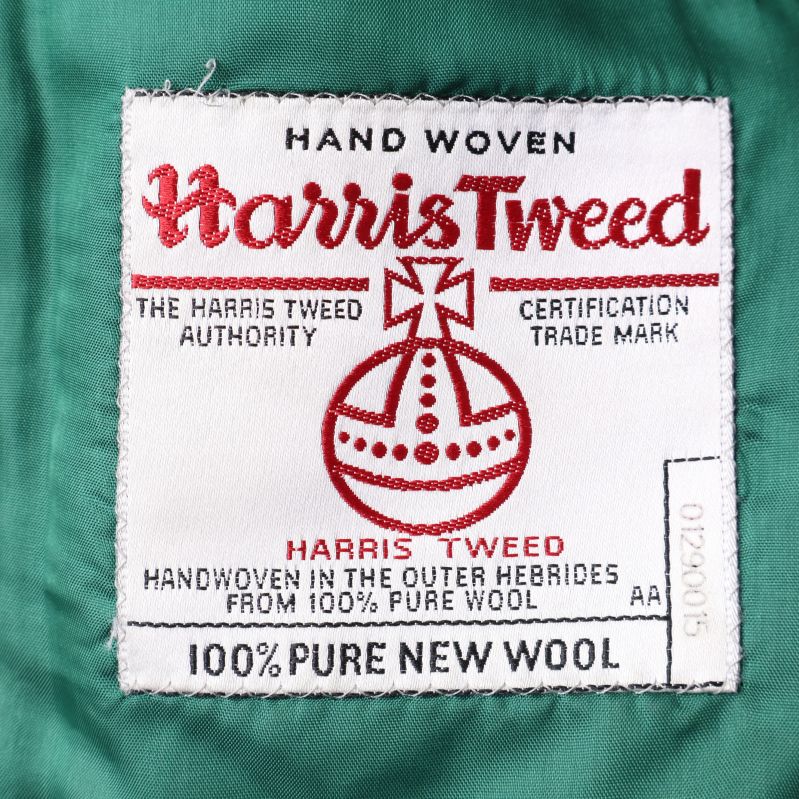 HAND WOVEN
Harris Tweed
THE HARRIS TWEED
AUTHORITY
CERTIFICATION
TRADE MARK
HARRIS TWEED
HANDWOVEN IN THE OUTER HEBRIDES
FROM 100% PURE WOOL
AA
01290015
100% PURE NEW WOOL